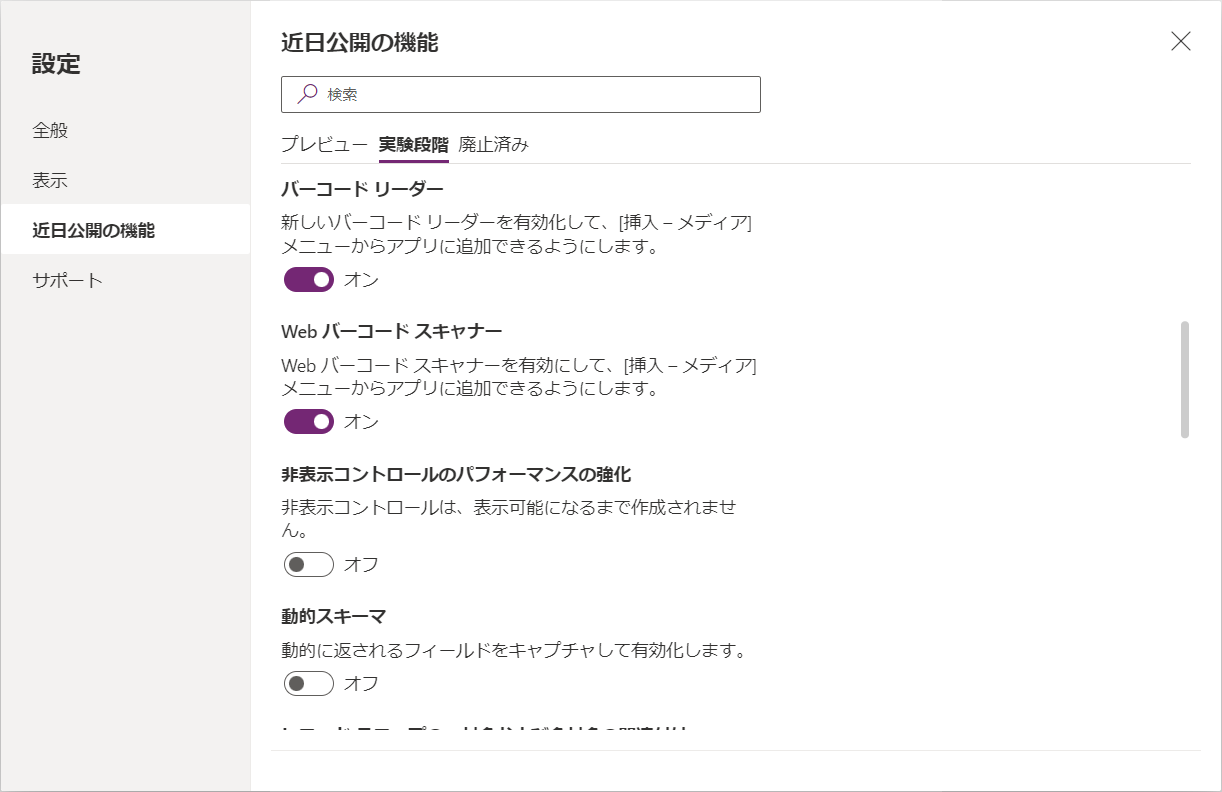 設定
全般
表示
近日公開の機能
サポート
近日公開の機能
検索
プレビュー 実験段階 廃止済み
バーコード リーダー
新しいバーコード リーダーを有効化して、[挿入 – メディア]
メニューからアプリに追加できるようにします。
オン
Web バーコード スキャナー
Web バーコード スキャナーを有効にして、[挿入 – メディア]
メニューからアプリに追加できるようにします。
オン
非表示コントロールのパフォーマンスの強化
非表示コントロールは、表示可能になるまで作成されませ
ん。
オフ
動的スキーマ
動的に返されるフィールドをキャプチャして有効化します。
オフ